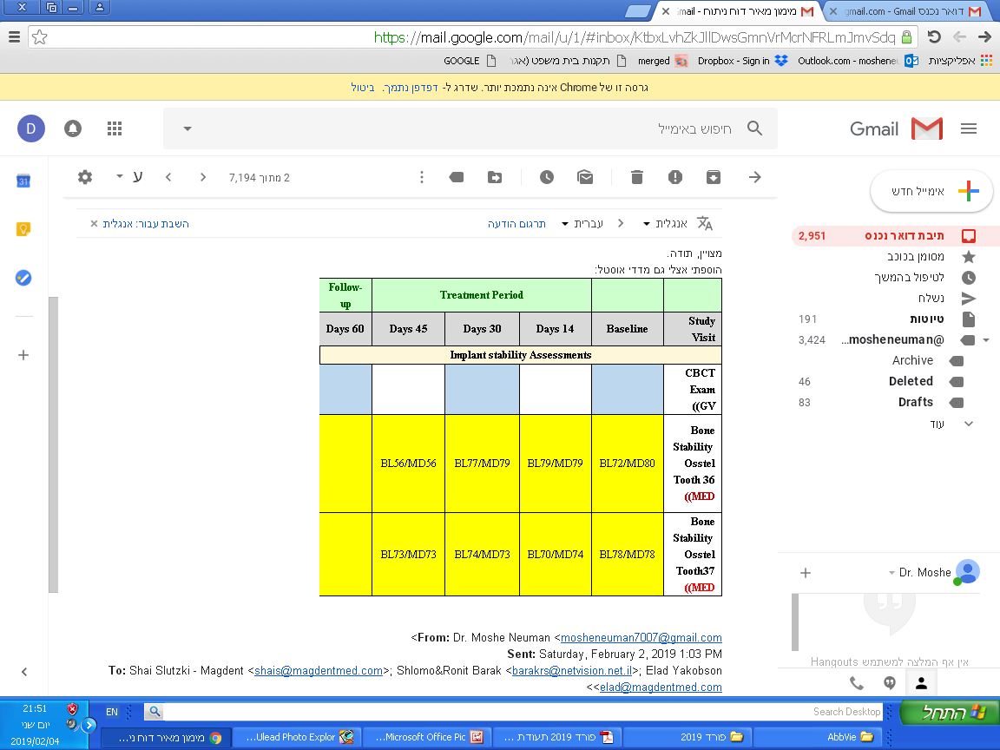 מימון מאיר דוח ניתוח - Gmail
דואר נכנס - gmail.com - Gmail
https://mail.google.com/mail/u/1/#inbox/KtbxLvhZkJllDwsGmnVrMcrNFRLmJmvSdq
אפליקציות
Outlook.com - mosheneu
Dropbox - Sign in
merged
תקנות בית משפט (אגר
GOOGLE
גרסה זו של Chrome אינה נתמכת יותר. שדרג ל- דפדפן נתמך. ביטול
Gmail
חיפוש באימייל
D
אימייל חדש
2 מתוך 7,194
ע
31
תיבת דואר נכנס 2,951
מסומן בכוכב
לטיפול בהמשך
נשלח
טיוטות 191
@mosheneuman... 3,424
Archive
Deleted 46
Drafts 83
עוד
אנגלית
עברית
תרגום הודעה
השבת עבור: אנגלית
מצויין, תודה.
הוספתי אצלי גם מדדי אוסטל:
Follow-up
Treatment Period
Days 60 Days 45 Days 30 Days 14 Baseline Study Visit
Implant stability Assessments
CBCT
Exam
((GV
Bone
Stability
Osstel
Tooth 36
((MED
BL56/MD56 BL77/MD79 BL79/MD79 BL72/MD80
Bone
Stability
Osstel
Tooth37
((MED
BL73/MD73 BL74/MD73 BL70/MD74 BL78/MD78
<From: Dr. Moshe Neuman <mosheneuman7007@gmail.com
Sent: Saturday, February 2, 2019 1:03 PM
To: Shai Slutzki - Magdent <shais@magdentmed.com>; Shlomo&Ronit Barak <barakrs@netvision.net.il>; Elad Yakobson
<<elad@magdentmed.com
Dr. Moshe
אין אף המלצה למשתמש Hangouts
התחל
Search Desktop
EN
21:51
יום שני
2019/02/04
AbbVie
פורד 2019
פורד 2019 תעודת ...
Microsoft Office Pic...
Ulead Photo Explor...
מימון מאיר דוח ני...